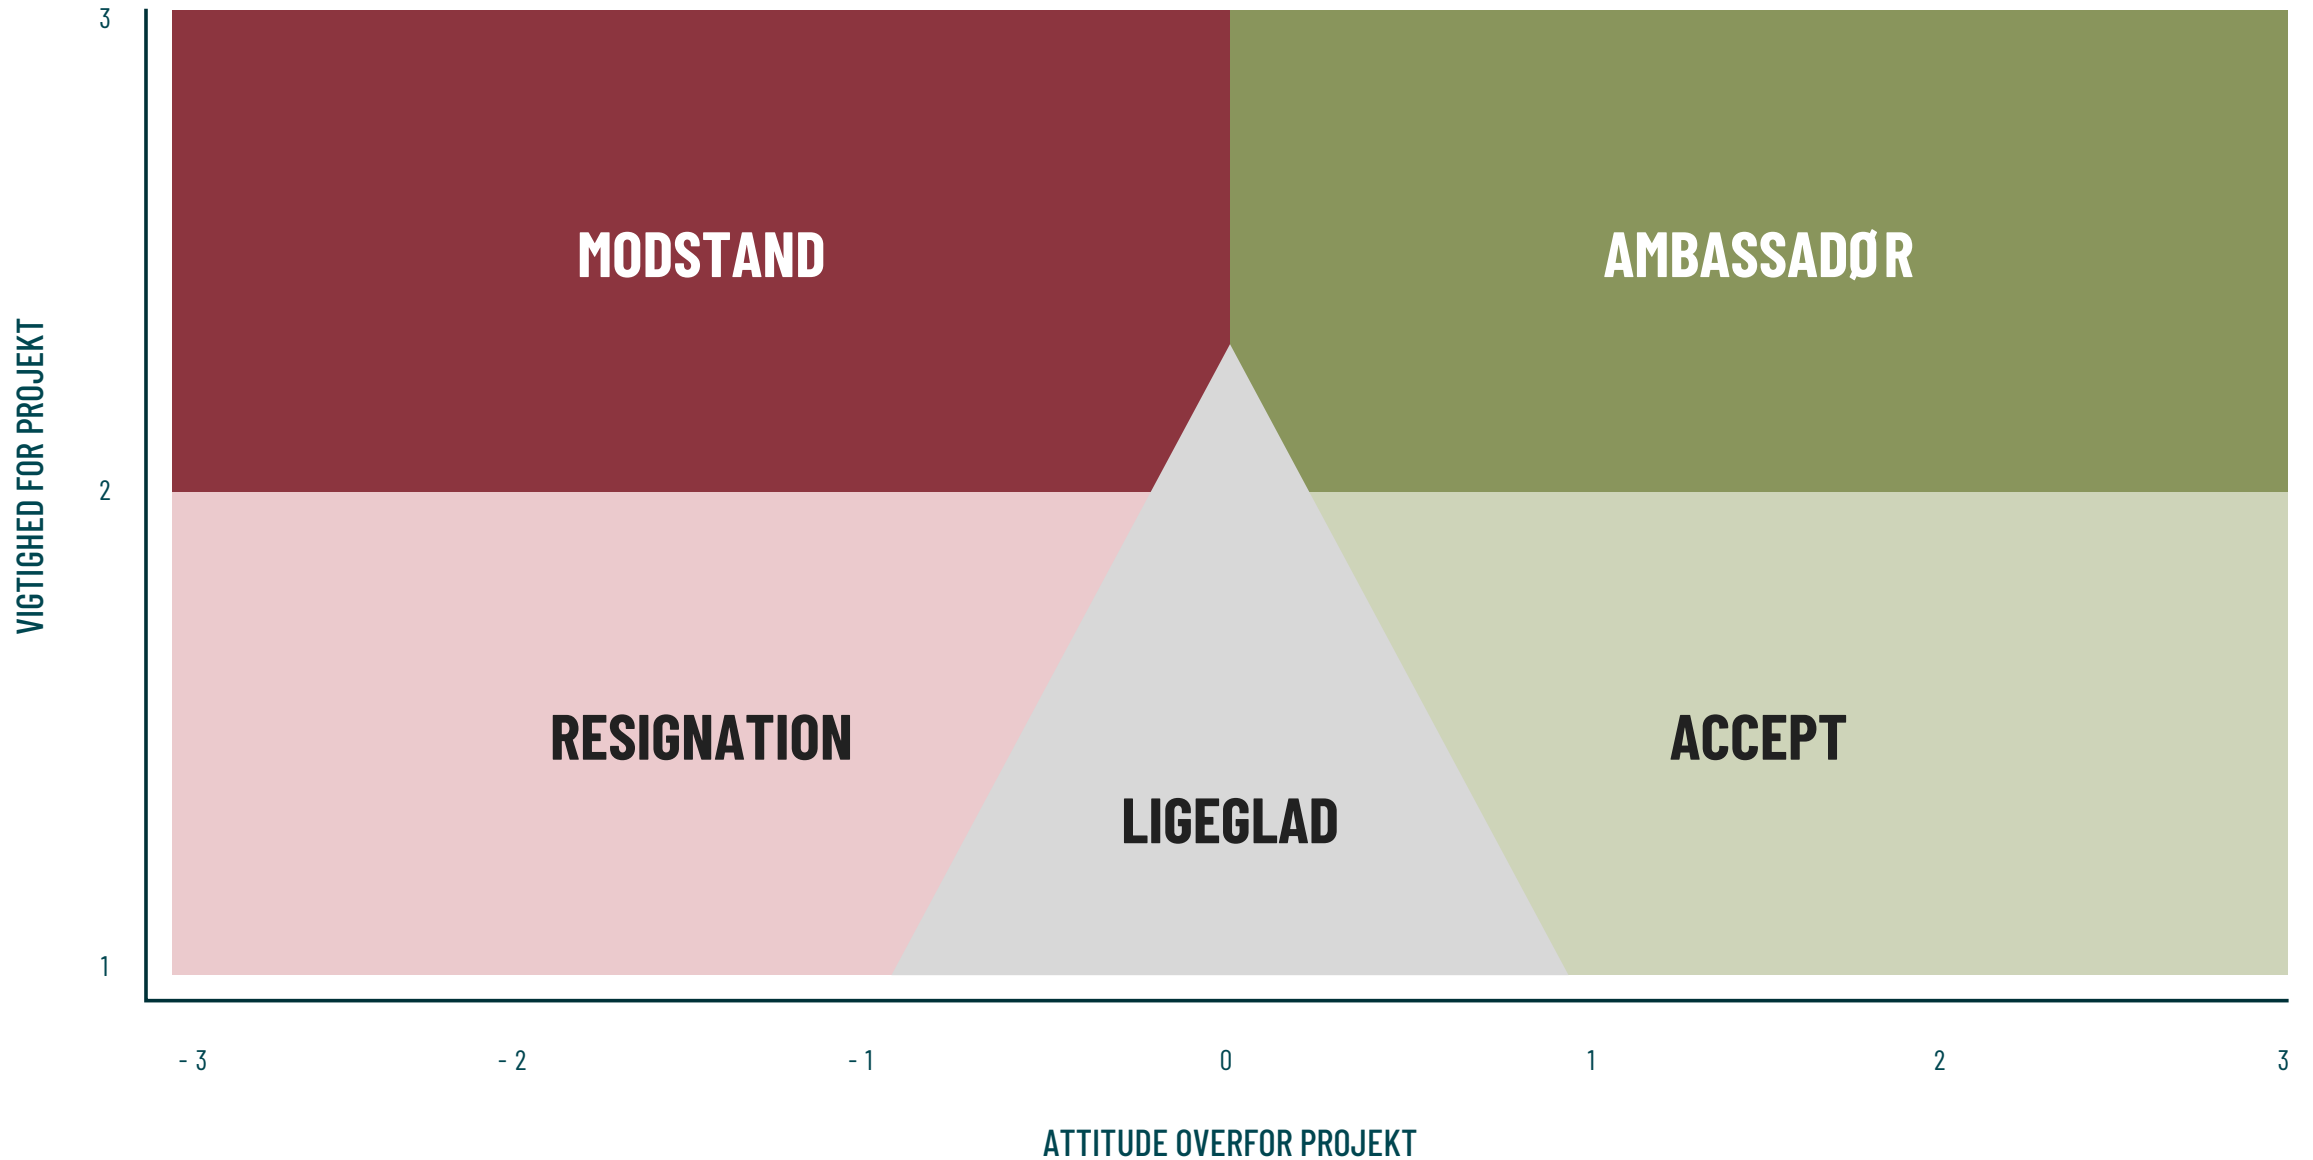 3
MODSTAND
AMBASSADØR
VIGTIGHED FOR PROJEKT
2
RESIGNATION
ACCEPT
LIGEGLAD
1
- 3
- 2
- 1
0
1
2
3
ATTITUDE OVERFOR PROJEKT